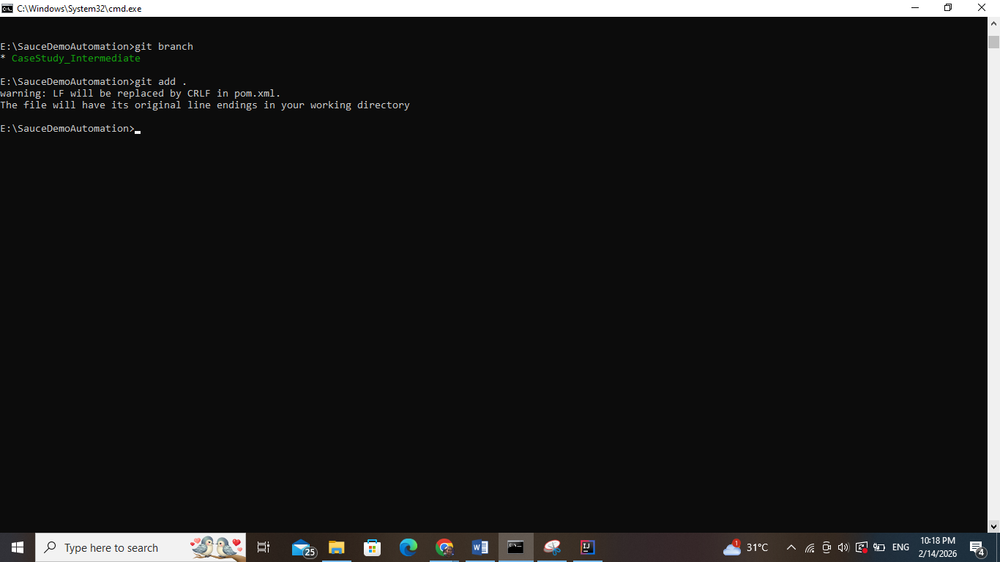 C:\Windows\System32\cmd.exe
E:\SauceDemoAutomation>git branch
* CaseStudy_Intermediate
E:\SauceDemoAutomation>git add .
warning: LF will be replaced by CRLF in pom.xml.
The file will have its original line endings in your working directory
E:\SauceDemoAutomation>
Type here to search
25
1
31°C
ENG
10:18 PM
2/14/2026
4